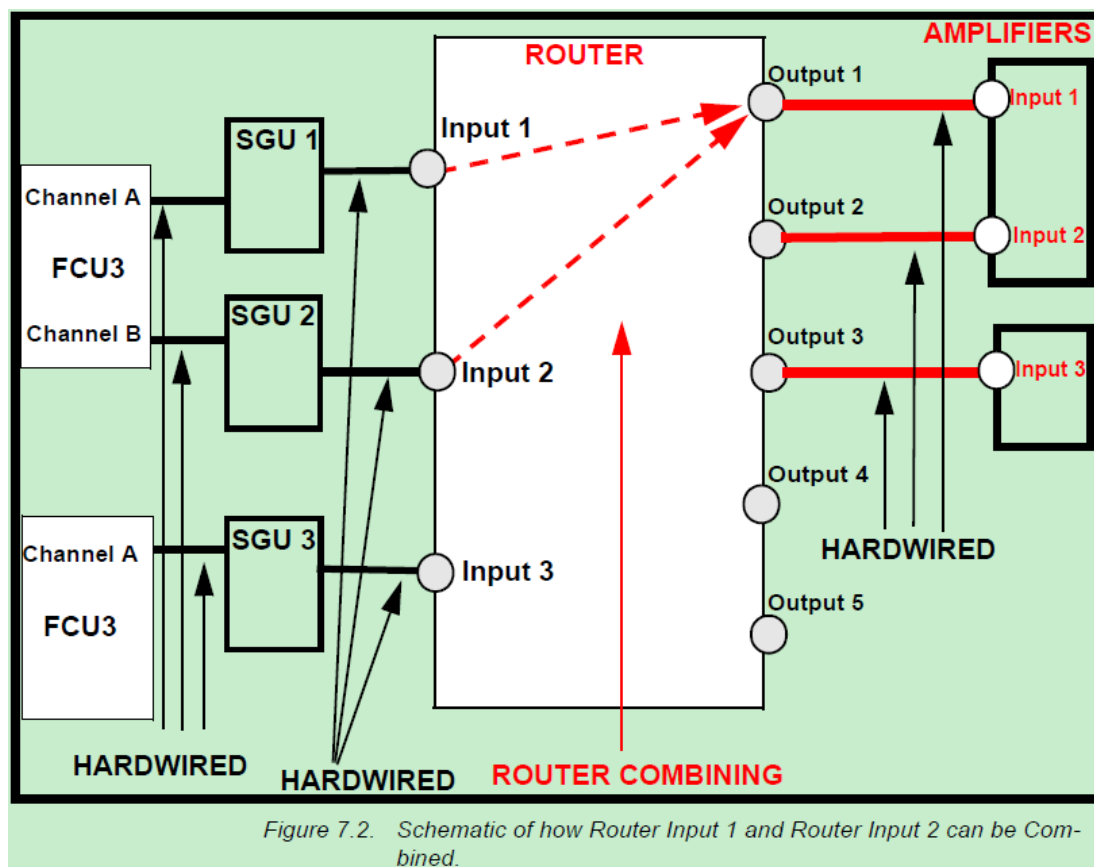 AMPLIFIERS
ROUTER
Output 1
Input 1
Input 1
SGU 1
Channel A
Output 2
Input 2
FCU3
SGU 2
Channel B
Output 3
Input 2
Input 3
Output 4
SGU 3
Channel A
HARDWIRED
Input 3
Output 5
FCU3
HARDWIRED
HARDWIRED
ROUTER COMBINING
Figure 7.2. Schematic of how Router Input 1 and Router Input 2 can be Com-
bined.